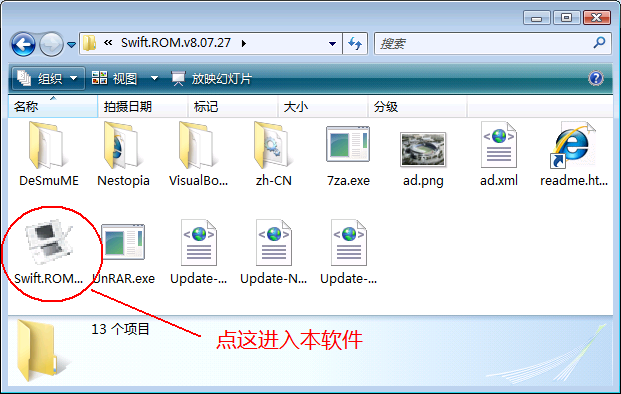 « Swift.ROM.v8.07.27
搜索
组织 视图 放映幻灯片
名称 拍摄日期 标记 大小 分级
DeSmuME Nestopia VisualBo... zh-CN 7za.exe ad.png ad.xml readme.ht...
Swift.ROM... UnRAR.exe Update-... Update-N... Update-...
13 个项目
点这进入本软件